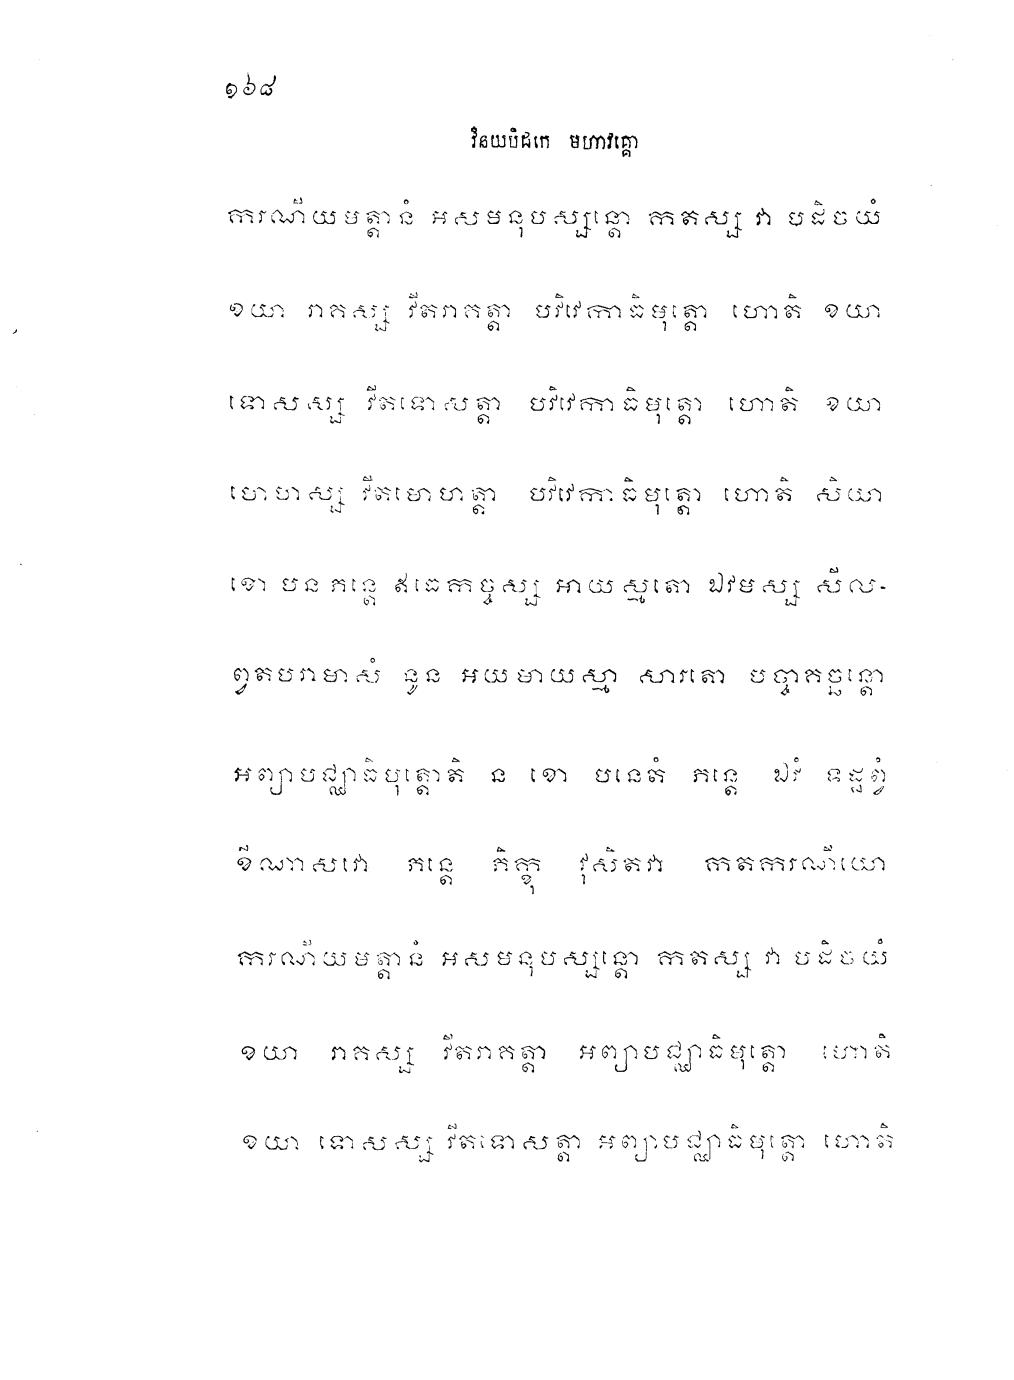 ១៦៨
វិនយបិដកេ មហាវគ្គោ
ករណីយមត្តានំ អសមនុបស្សន្តោ កតស្ស វា បដិចយំ
ខយា រាគស្ស វីតរាគត្តា បវិវេកាធិមុត្តោ ហោតិ ខយា
ទោសស្ស វីតទោសត្តា បវិវេកាធិមុត្តោ ហោតិ ខយា
មោហស្ស វីតមោហត្តា បវិវេកាធិមុត្តោ ហោតិ សិយា
ខោ បន ភន្តេ ឥធេកច្ចស្ស អាយស្មតោ ឯវមស្ស សីល-
ព្វតបរាមាសំ នូន អយមាយស្មា សារតោ បច្ចាគច្ឆន្តោ
អព្យាបជ្ឈាធិមុត្តោតិ ន ខោ បនេតំ ភន្តេ ឯវំ ទដ្ឋព្វំ
ខីណាសវោ ភន្តេ ភិក្ខុ វុសិតវា កតករណីយោ
ករណីយមត្តានំ អសមនុបស្សន្តោ កតស្ស វា បដិចយំ
ខយា រាគស្ស វីតរាគត្តា អព្យាបជ្ឈាធិមុត្តោ ហោតិ
ខយា ទោសស្ស វីតទោសត្តា អព្យាបជ្ឈាធិមុត្តោ ហោតិ